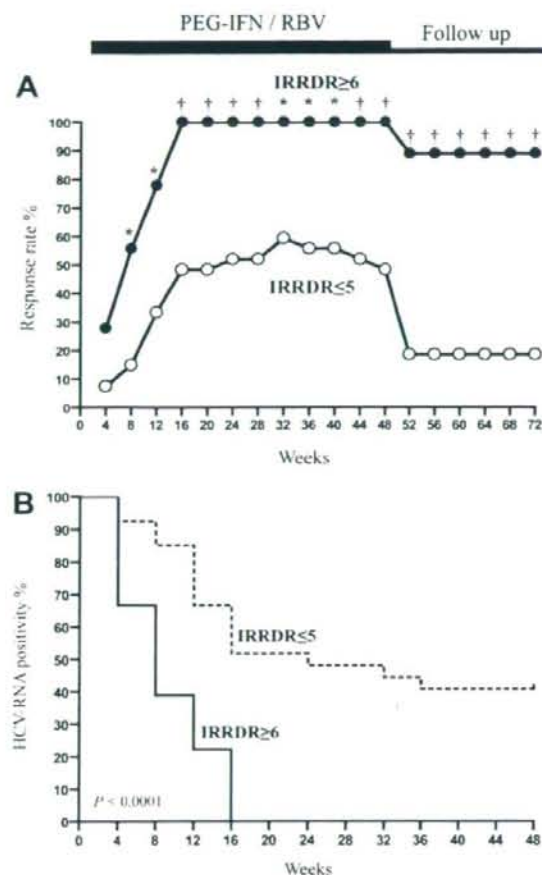 PEG-IFN / RBV
Follow up
A
IRRDR≥6
† † † † * * * † †
* *
† † † † † †
100
90
80
70
60
50
40
30
20
10
0
Response rate %
IRRDR≤5
4 8 12 16 20 24 28 32 36 40 44 48 52 56 60 64 68 72
Weeks
B
100
90
80
70
60
50
40
30
20
10
0
HCV-RNA positivity %
IRRDR≤5
IRRDR≥6
P < 0.0001
0 4 8 12 16 20 24 28 32 36 40 44 48
Weeks